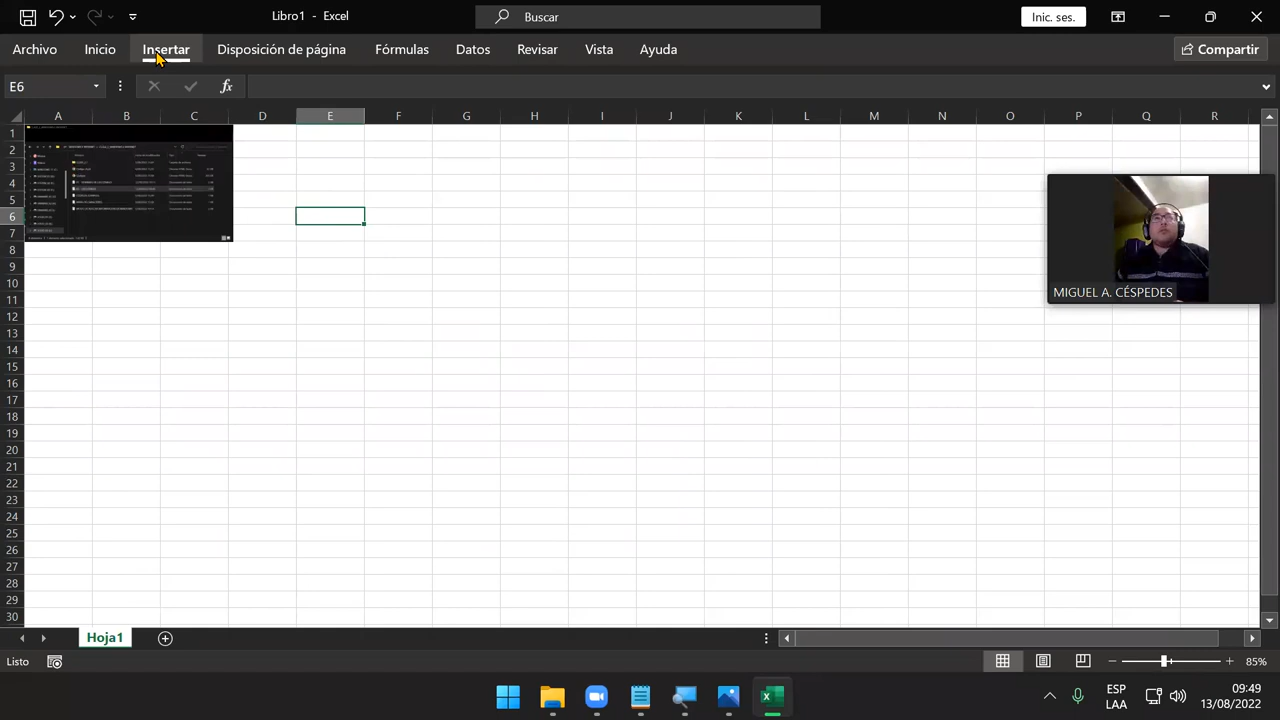 Libro1 - Excel
Buscar
Inic. ses.
Archivo
Inicio
Insertar
Disposición de página
Fórmulas
Datos
Revisar
Vista
Ayuda
Compartir
E6
fx
A B C D E F G H I J K L M N O P Q R
1
2
3
4
5
6
7
8
9
10
11
12
13
14
15
16
17
18
19
20
21
22
23
24
25
26
27
28
29
30
MIGUEL A. CÉSPEDES
Hoja1
Listo
85%
ESP
LAA
09:49
13/08/2022